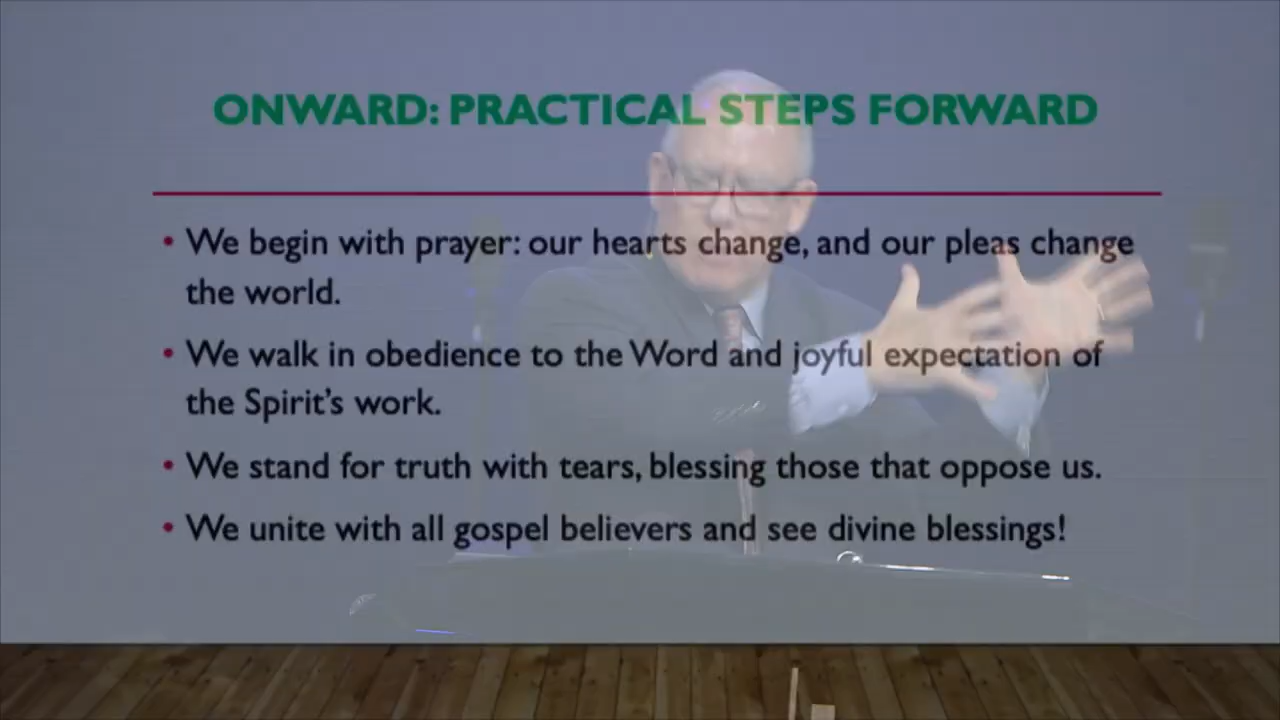 ONWARD: PRACTICAL STEPS FORWARD
• We begin with prayer: our hearts change, and our pleas change
the world.
• We walk in obedience to the Word and joyful expectation of
the Spirit's work.
• We stand for truth with tears, blessing those that oppose us.
• We unite with all gospel believers and see divine blessings!